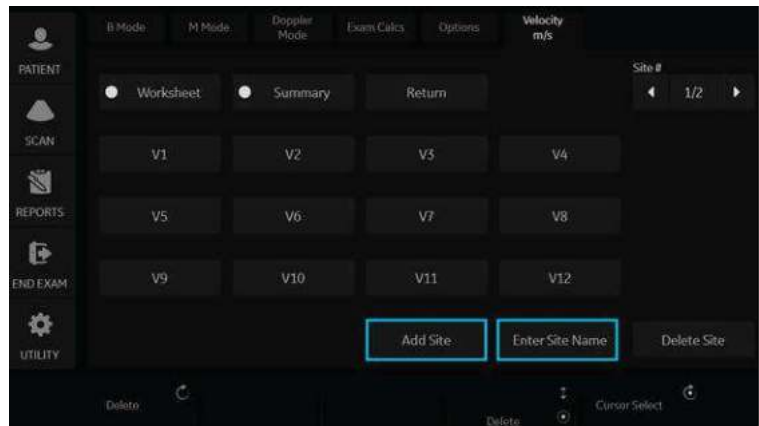 B Mode
M Mode
Doppler
Mode
Exam Calcs
Options
Velocity
m/s
PATIENT
SCAN
REPORTS
END EXAM
UTILITY
Site #
1/2
Worksheet
Summary
Return
V1
V2
V3
V4
V5
V6
V7
V8
V9
V10
V11
V12
Add Site
Enter Site Name
Delete Site
Delete
Delete
Cursor Select